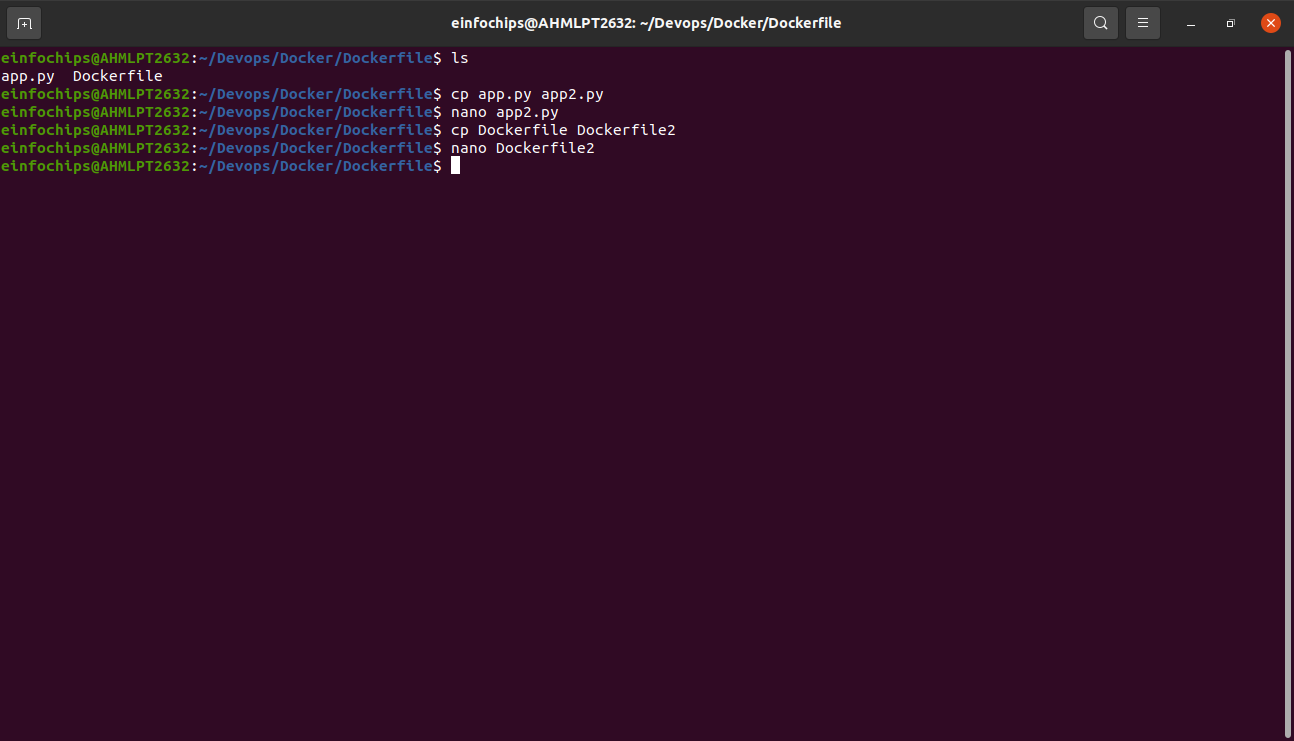 einfochips@AHMLPT2632: ~/Devops/Docker/Dockerfile
einfochips@AHMLPT2632:~/Devops/Docker/Dockerfile$ ls
app.py  Dockerfile
einfochips@AHMLPT2632:~/Devops/Docker/Dockerfile$ cp app.py app2.py
einfochips@AHMLPT2632:~/Devops/Docker/Dockerfile$ nano app2.py
einfochips@AHMLPT2632:~/Devops/Docker/Dockerfile$ cp Dockerfile Dockerfile2
einfochips@AHMLPT2632:~/Devops/Docker/Dockerfile$ nano Dockerfile2
einfochips@AHMLPT2632:~/Devops/Docker/Dockerfile$